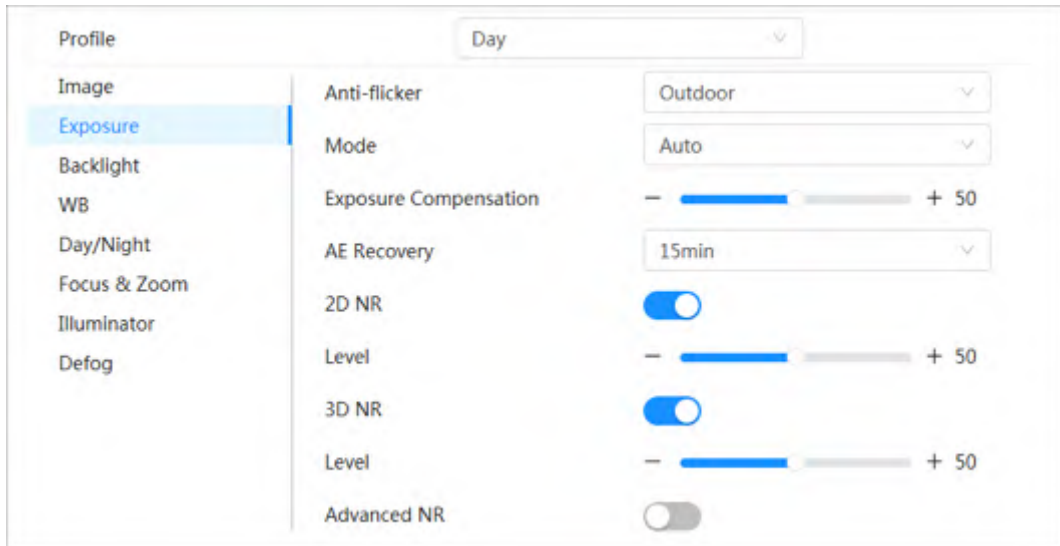 Profile Day
Image
Exposure
Backlight
WB
Day/Night
Focus & Zoom
Illuminator
Defog
Anti-flicker Outdoor
Mode Auto
Exposure Compensation − + 50
AE Recovery 15min
2D NR
Level − + 50
3D NR
Level − + 50
Advanced NR